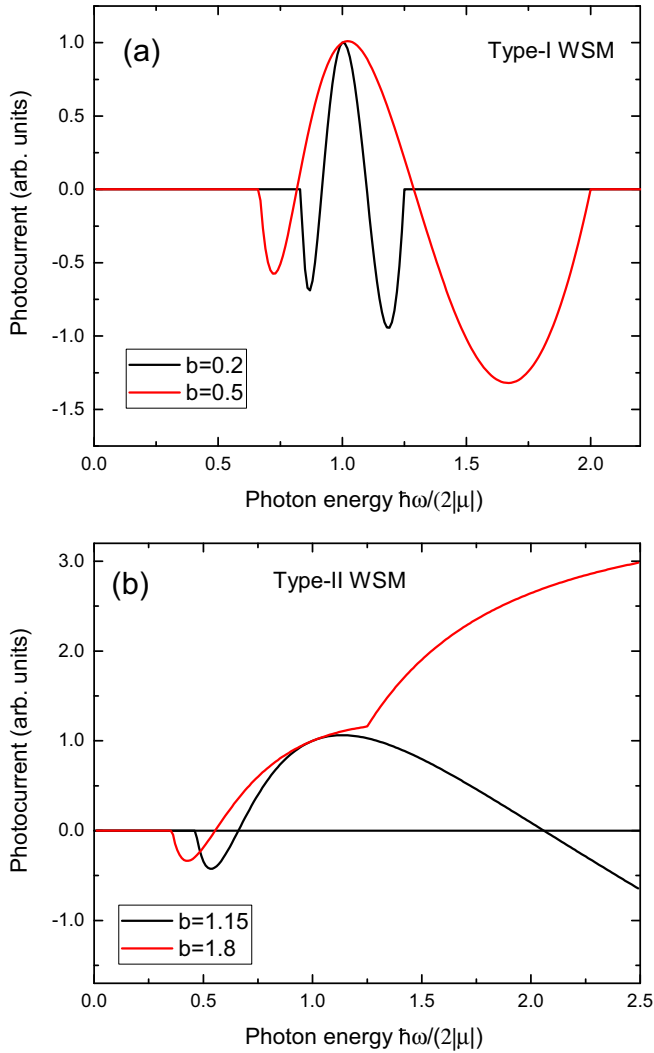 (a)
Type-I WSM
Photocurrent (arb. units)
1.0
0.5
0.0
-0.5
-1.0
-1.5
b=0.2
b=0.5
0.0 0.5 1.0 1.5 2.0
Photon energy ħω/(2|μ|)
(b)
Type-II WSM
Photocurrent (arb. units)
3.0
2.0
1.0
0.0
-1.0
b=1.15
b=1.8
0.0 0.5 1.0 1.5 2.0 2.5
Photon energy ħω/(2|μ|)